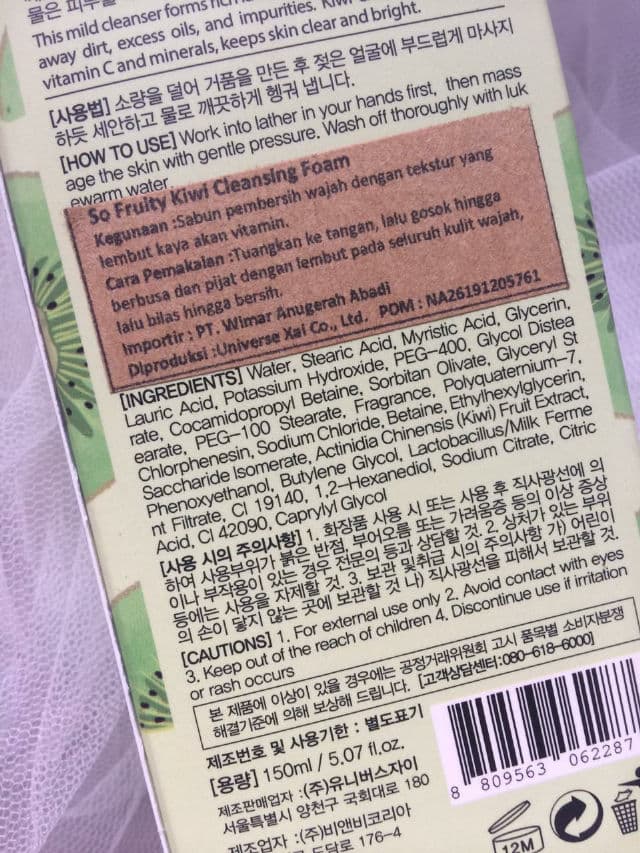 물은 피부를
This mild cleanser forms
away dirt, excess oils, and impurities. Kiwi
vitamin C and minerals, keeps skin clear and bright.
[사용법] 소량을 덜어 거품을 만든 후 젖은 얼굴에 부드럽게 마사지
하듯 세안하고 물로 깨끗하게 헹궈 냅니다.
[HOW TO USE] Work into lather in your hands first, then mass
age the skin with gentle pressure. Wash off thoroughly with luk
ewarm water
So Fruity Kiwi Cleansing Foam
Kegunaan :Sabun pembersih wajah dengan tekstur yang
lembut kaya akan vitamin.
Cara Pemakaian :Tuangkan ke tangan, lalu gosok hingga
berbusa dan pijat dengan lembut pada seluruh kulit wajah,
lalu bilas hingga bersih.
Importir : PT. Wimar Anugerah Abadi
Diproduksi :Universe Xai Co., Ltd. POM : NA26191205761
[INGREDIENTS] Water, Stearic Acid, Myristic Acid, Glycerin,
Lauric Acid, Potassium Hydroxide, PEG-400, Glycol Distea
rate, Cocamidopropyl Betaine, Sorbitan Olivate, Glyceryl St
earate, PEG-100 Stearate, Fragrance, Polyquaternium-7,
Chlorphenesin, Sodium Chloride, Betaine, Ethylhexylglycerin,
Saccharide Isomerate, Actinidia Chinensis (Kiwi) Fruit Extract,
Phenoxyethanol, Butylene Glycol, Lactobacillus/Milk Ferme
nt Filtrate, CI 19140, 1,2-Hexanediol, Sodium Citrate, Citric
Acid, CI 42090, Caprylyl Glycol
[사용 시의 주의사항] 1. 화장품 사용 시 또는 사용 후 직사광선에 의
하여 사용부위가 붉은 반점, 부어오름 또는 가려움증 등의 이상 증상
이나 부작용이 있는 경우 전문의 등과 상담할 것. 2. 상처가 있는 부위
등에는 사용을 자제할 것. 3. 보관 및 취급 시의 주의사항 가) 어린이
의 손이 닿지 않는 곳에 보관할 것 나) 직사광선을 피해서 보관할 것.
[CAUTIONS] 1. For external use only 2. Avoid contact with eyes
3. Keep out of the reach of children 4. Discontinue use if irritation
or rash occurs
본 제품에 이상이 있을 경우에는 공정거래위원회 고시 품목별 소비자분쟁
해결기준에 의해 보상해 드립니다. [고객상담센터:080-618-6000]
제조번호 및 사용기한 : 별도표기
[용량] 150ml / 5.07 fl.oz.
제조판매업자 :(주)유니버스자이
서울특별시 양천구 국회대로 180
제조업자 :(주)비앤비코리아
도담로 176-4
8 809563 062287
12M